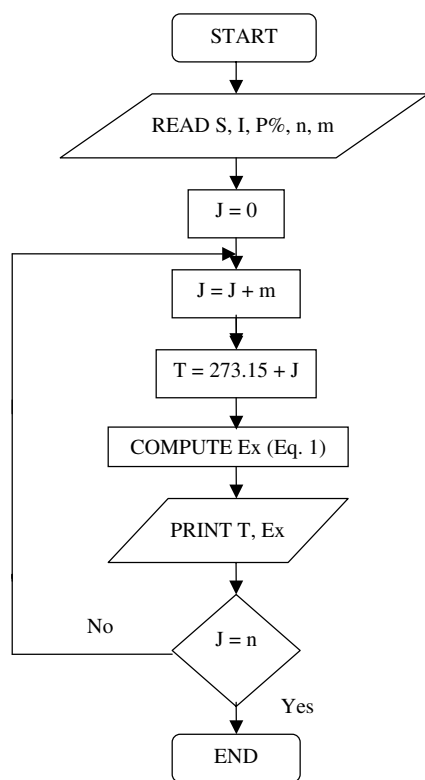 START
READ S, I, P%, n, m
J = 0
J = J + m
T = 273.15 + J
COMPUTE Ex (Eq. 1)
PRINT T, Ex
J = n
No
Yes
END